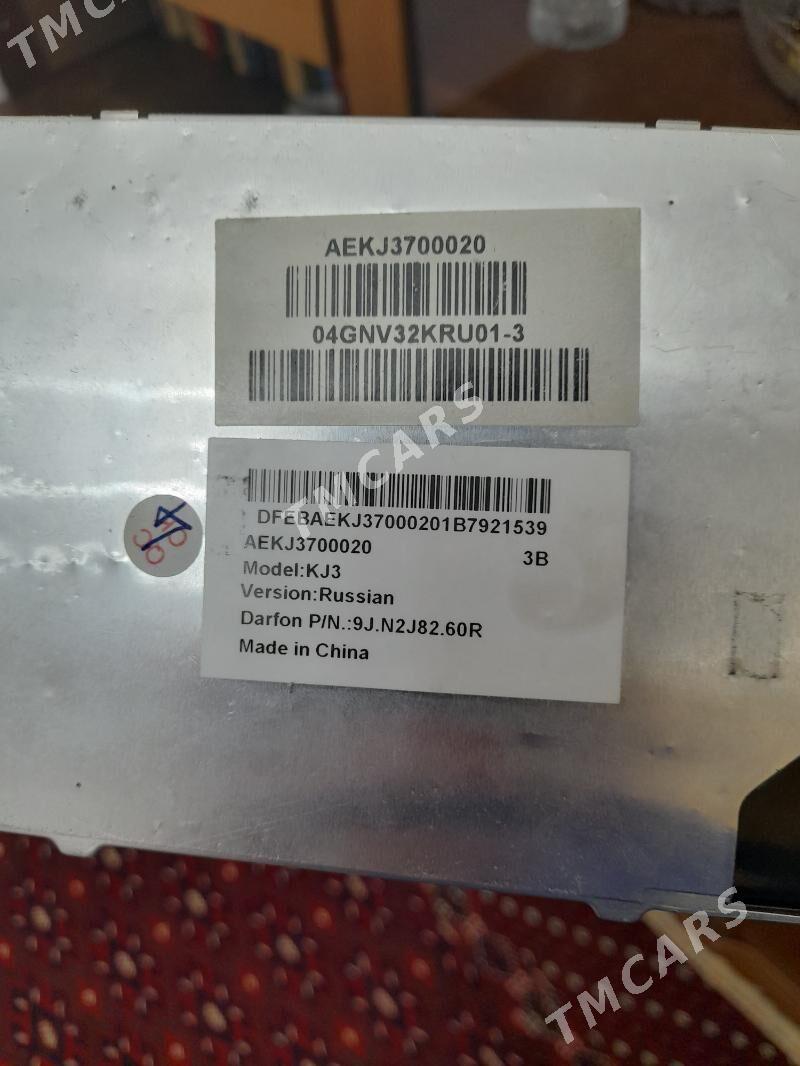 TMCARS
AEKJ3700020
04GNV32KRU01-3
TMCARS
DFEBAEKJ37000201B7921539
AEKJ3700020 3B
Model:KJ3
Version:Russian
Darfon P/N.:9J.N2J82.60R
Made in China
TMCARS
TMCARS